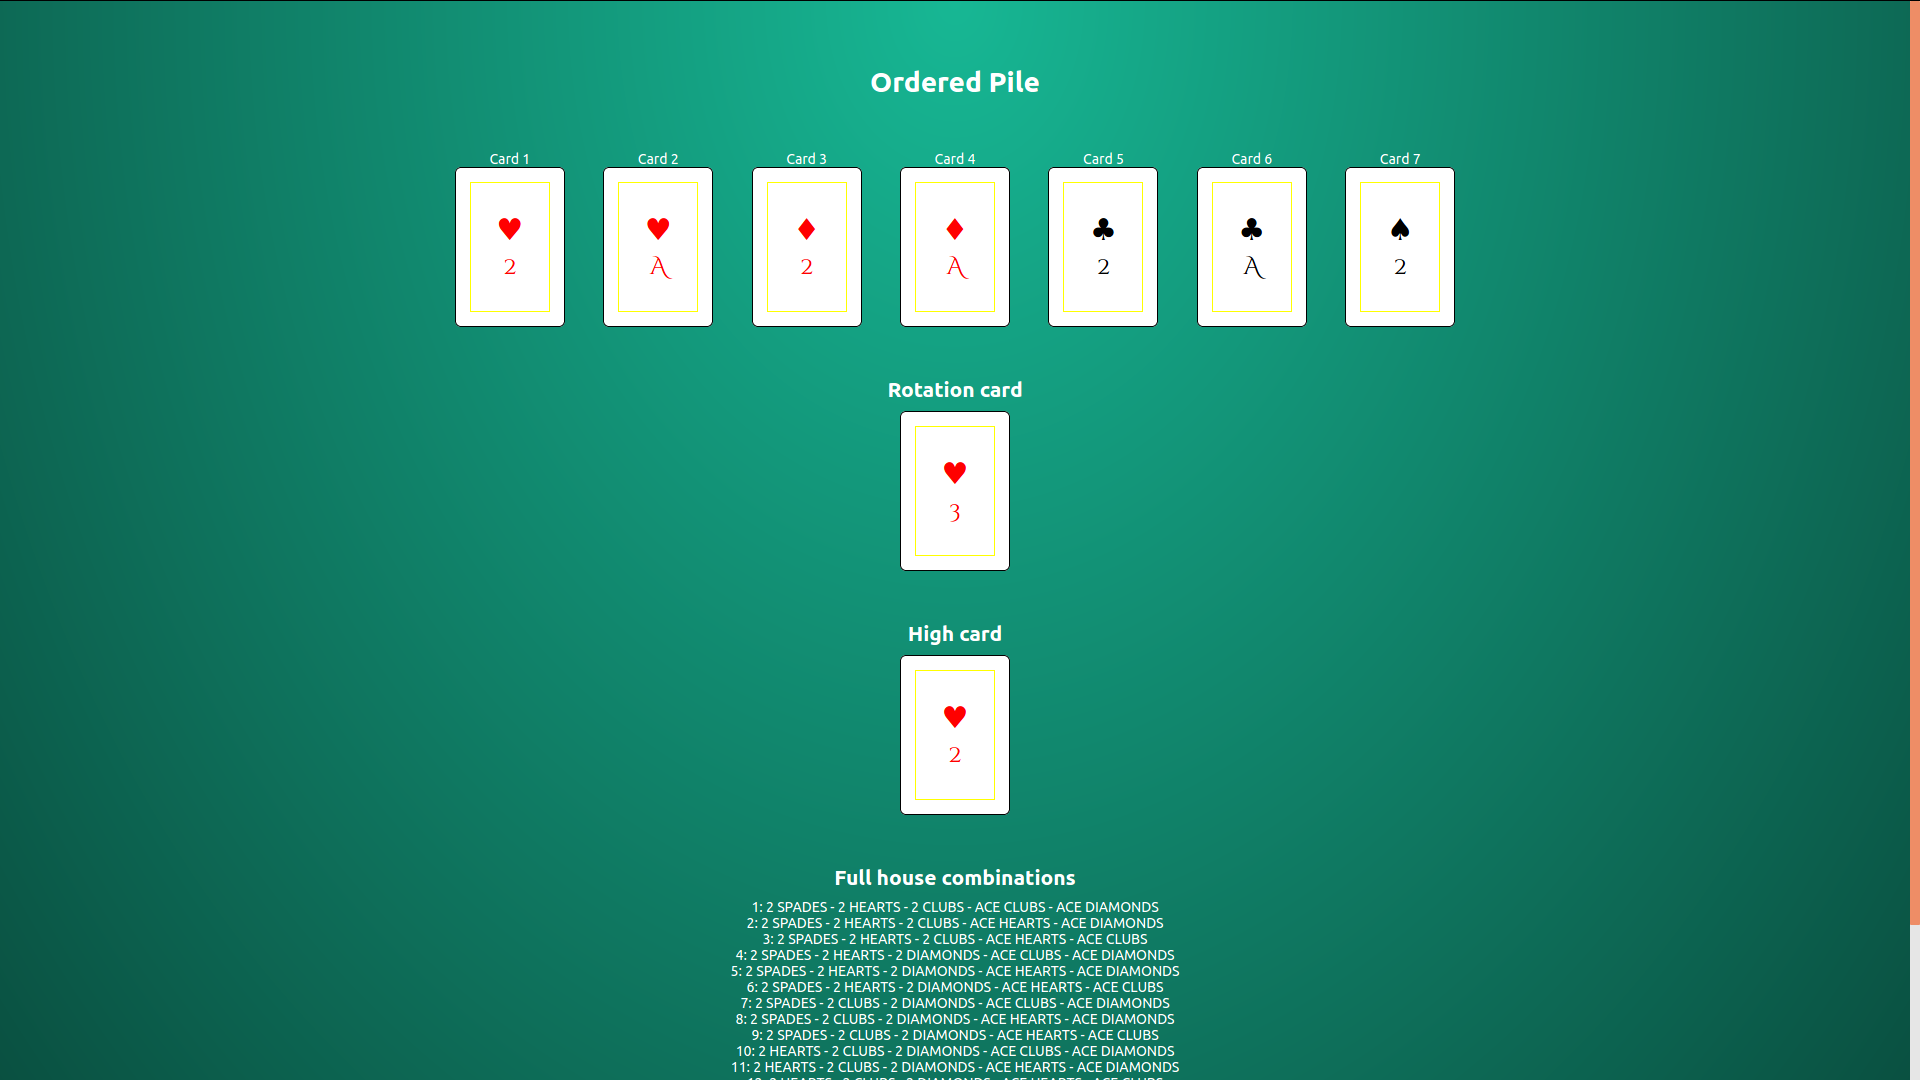 Ordered Pile
Card 1 Card 2 Card 3 Card 4 Card 5 Card 6 Card 7
♥ ♥ ♦ ♦ ♣ ♣ ♠
2 A 2 A 2 A 2
Rotation card
♥
3
High card
♥
2
Full house combinations
1: 2 SPADES - 2 HEARTS - 2 CLUBS - ACE CLUBS - ACE DIAMONDS
2: 2 SPADES - 2 HEARTS - 2 CLUBS - ACE HEARTS - ACE DIAMONDS
3: 2 SPADES - 2 HEARTS - 2 CLUBS - ACE HEARTS - ACE CLUBS
4: 2 SPADES - 2 HEARTS - 2 DIAMONDS - ACE CLUBS - ACE DIAMONDS
5: 2 SPADES - 2 HEARTS - 2 DIAMONDS - ACE HEARTS - ACE DIAMONDS
6: 2 SPADES - 2 HEARTS - 2 DIAMONDS - ACE HEARTS - ACE CLUBS
7: 2 SPADES - 2 CLUBS - 2 DIAMONDS - ACE CLUBS - ACE DIAMONDS
8: 2 SPADES - 2 CLUBS - 2 DIAMONDS - ACE HEARTS - ACE DIAMONDS
9: 2 SPADES - 2 CLUBS - 2 DIAMONDS - ACE HEARTS - ACE CLUBS
10: 2 HEARTS - 2 CLUBS - 2 DIAMONDS - ACE CLUBS - ACE DIAMONDS
11: 2 HEARTS - 2 CLUBS - 2 DIAMONDS - ACE HEARTS - ACE DIAMONDS